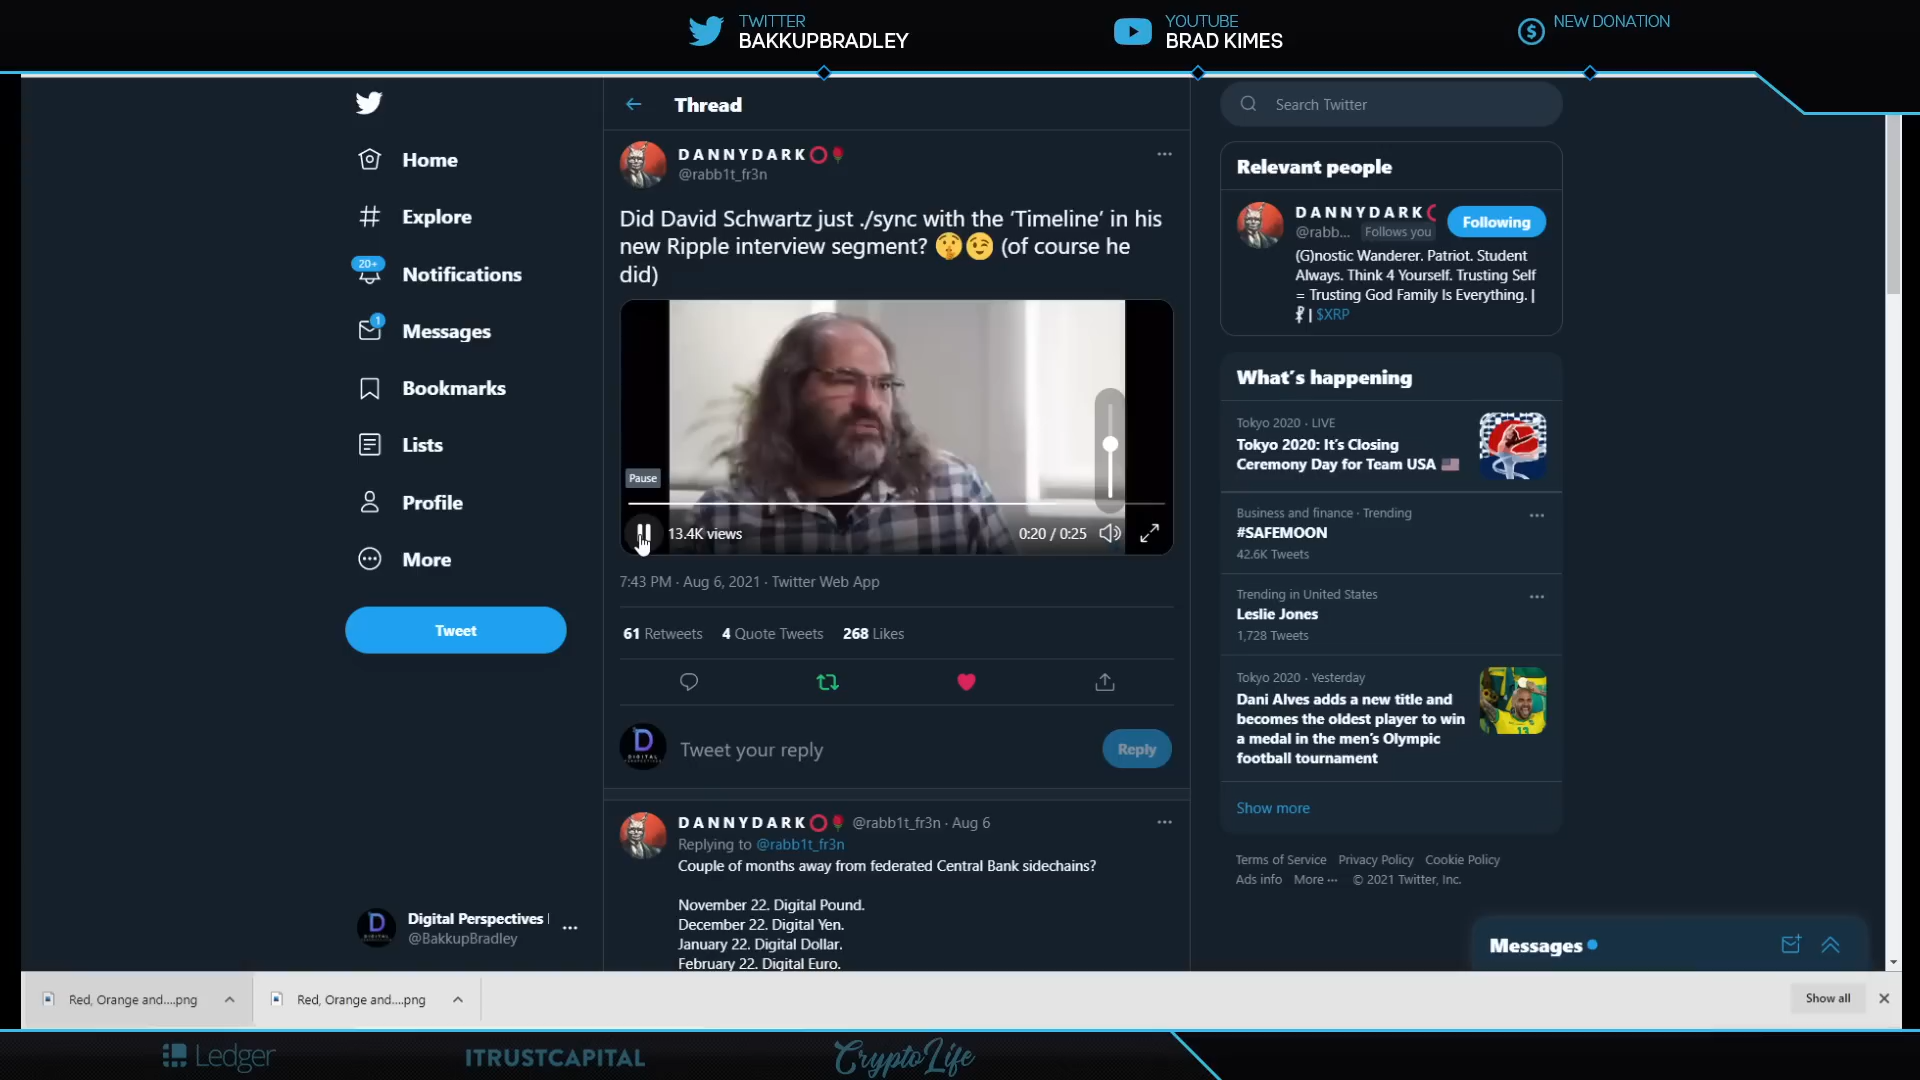 TWITTER
BAKKUPBRADLEY
YOUTUBE
BRAD KIMES
NEW DONATION
Home
Explore
20+
Notifications
1
Messages
Bookmarks
Lists
Profile
More
Tweet
Digital Perspectives
@BakkupBradley
Thread
DANNYDARK
@rabb1t_fr3n
Did David Schwartz just ./sync with the ‘Timeline’ in his
new Ripple interview segment? 🤫😉 (of course he
did)
Pause
13.4K views
0:20 / 0:25
7:43 PM · Aug 6, 2021 · Twitter Web App
61 Retweets 4 Quote Tweets 268 Likes
Tweet your reply
Reply
DANNYDARK @rabb1t_fr3n · Aug 6
Replying to @rabb1t_fr3n
Couple of months away from federated Central Bank sidechains?
November 22. Digital Pound.
December 22. Digital Yen.
January 22. Digital Dollar.
February 22. Digital Euro.
Search Twitter
Relevant people
DANNYDARK
@rabb... Follows you
Following
(G)nostic Wanderer. Patriot. Student
Always. Think 4 Yourself. Trusting Self
= Trusting God Family Is Everything. |
| $XRP
What's happening
Tokyo 2020 · LIVE
Tokyo 2020: It's Closing
Ceremony Day for Team USA 🇺🇸
Business and finance · Trending
#SAFEMOON
42.6K Tweets
Trending in United States
Leslie Jones
1,728 Tweets
Tokyo 2020 · Yesterday
Dani Alves adds a new title and
becomes the oldest player to win
a medal in the men's Olympic
football tournament
Show more
Terms of Service Privacy Policy Cookie Policy
Ads info More ··· © 2021 Twitter, Inc.
Messages
Red, Orange and....png
Red, Orange and....png
Show all
Ledger
ITRUSTCAPITAL
CryptoLife